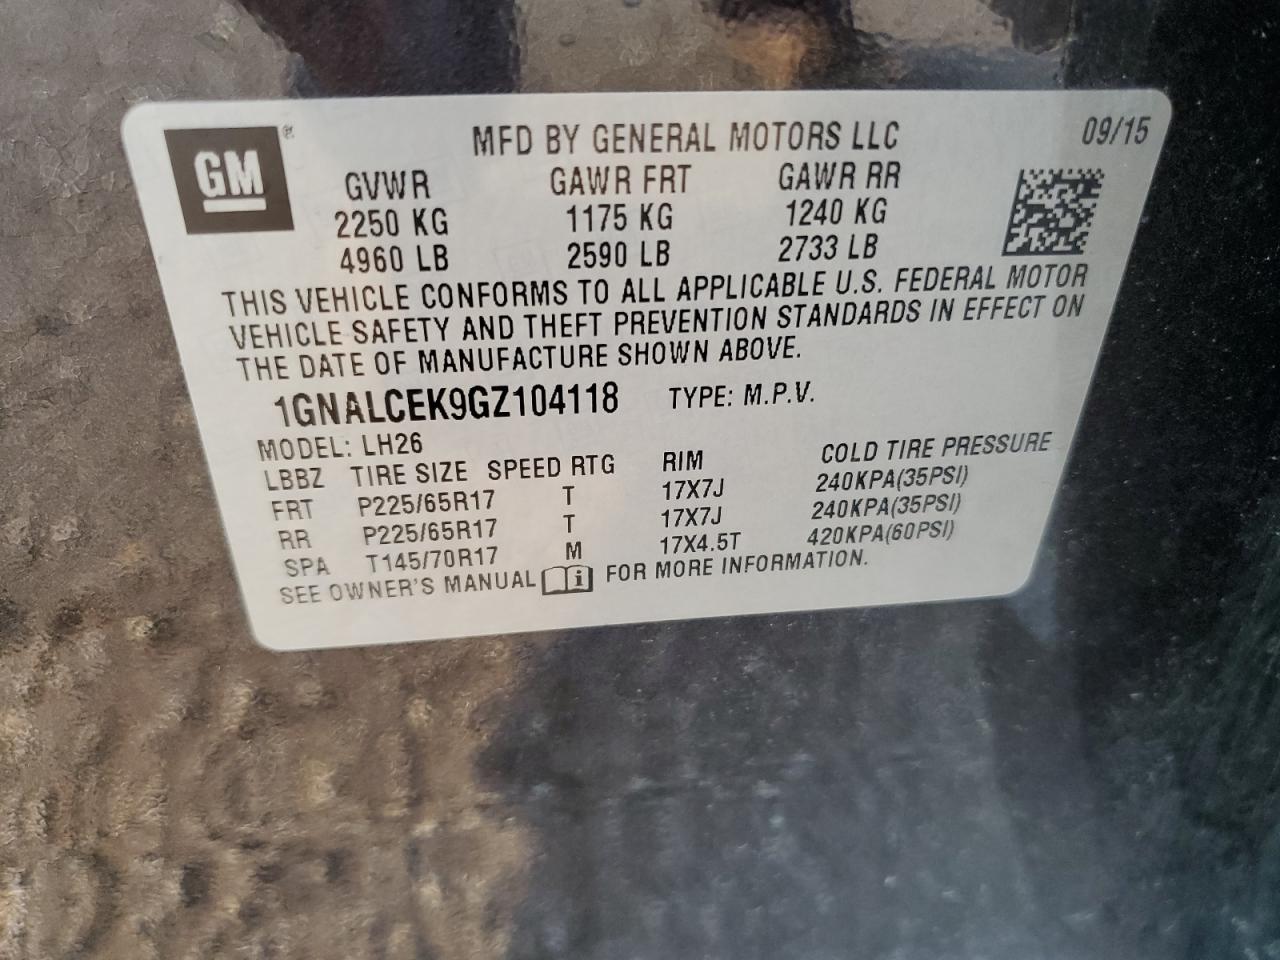 GM ®
MFD BY GENERAL MOTORS LLC 09/15
GVWR GAWR FRT GAWR RR
2250 KG 1175 KG 1240 KG
4960 LB 2590 LB 2733 LB
THIS VEHICLE CONFORMS TO ALL APPLICABLE U.S. FEDERAL MOTOR
VEHICLE SAFETY AND THEFT PREVENTION STANDARDS IN EFFECT ON
THE DATE OF MANUFACTURE SHOWN ABOVE.
1GNALCEK9GZ104118 TYPE: M.P.V.
MODEL: LH26
LBBZ TIRE SIZE SPEED RTG RIM COLD TIRE PRESSURE
FRT P225/65R17 T 17X7J 240KPA(35PSI)
RR P225/65R17 T 17X7J 240KPA(35PSI)
SPA T145/70R17 M 17X4.5T 420KPA(60PSI)
SEE OWNER'S MANUAL i FOR MORE INFORMATION.